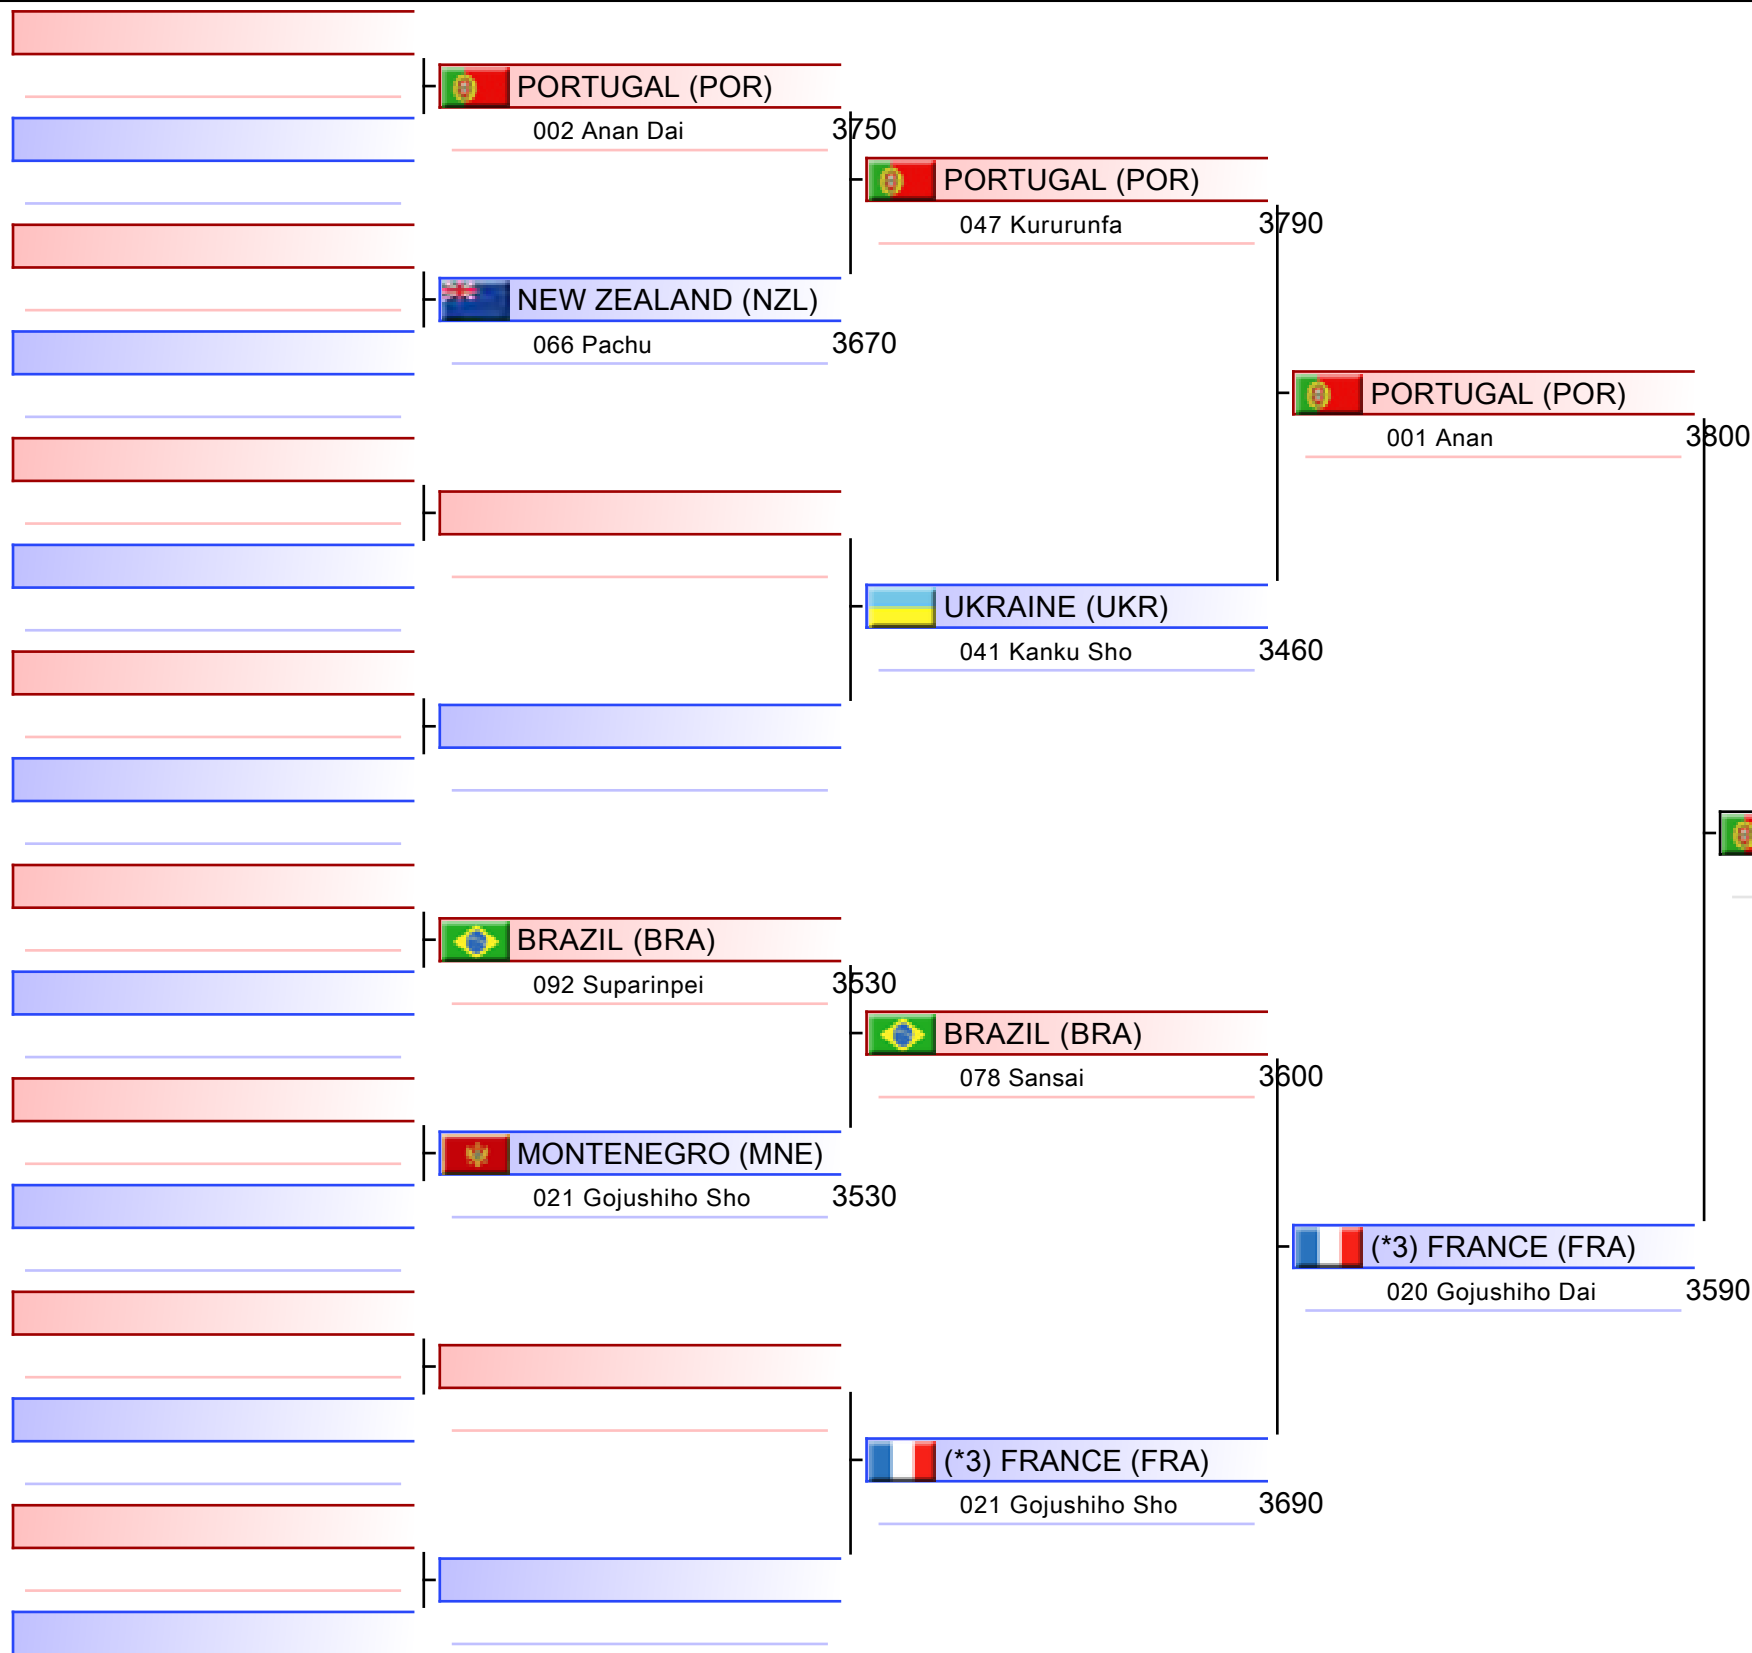 PORTUGAL (POR)
002 Anan Dai 3750
PORTUGAL (POR)
047 Kururunfa 3790
NEW ZEALAND (NZL)
066 Pachu 3670
PORTUGAL (POR)
001 Anan 3800
UKRAINE (UKR)
041 Kanku Sho 3460
BRAZIL (BRA)
092 Suparinpei 3530
BRAZIL (BRA)
078 Sansai 3600
MONTENEGRO (MNE)
021 Gojushiho Sho 3530
(*3) FRANCE (FRA)
020 Gojushiho Dai 3590
(*3) FRANCE (FRA)
021 Gojushiho Sho 3690